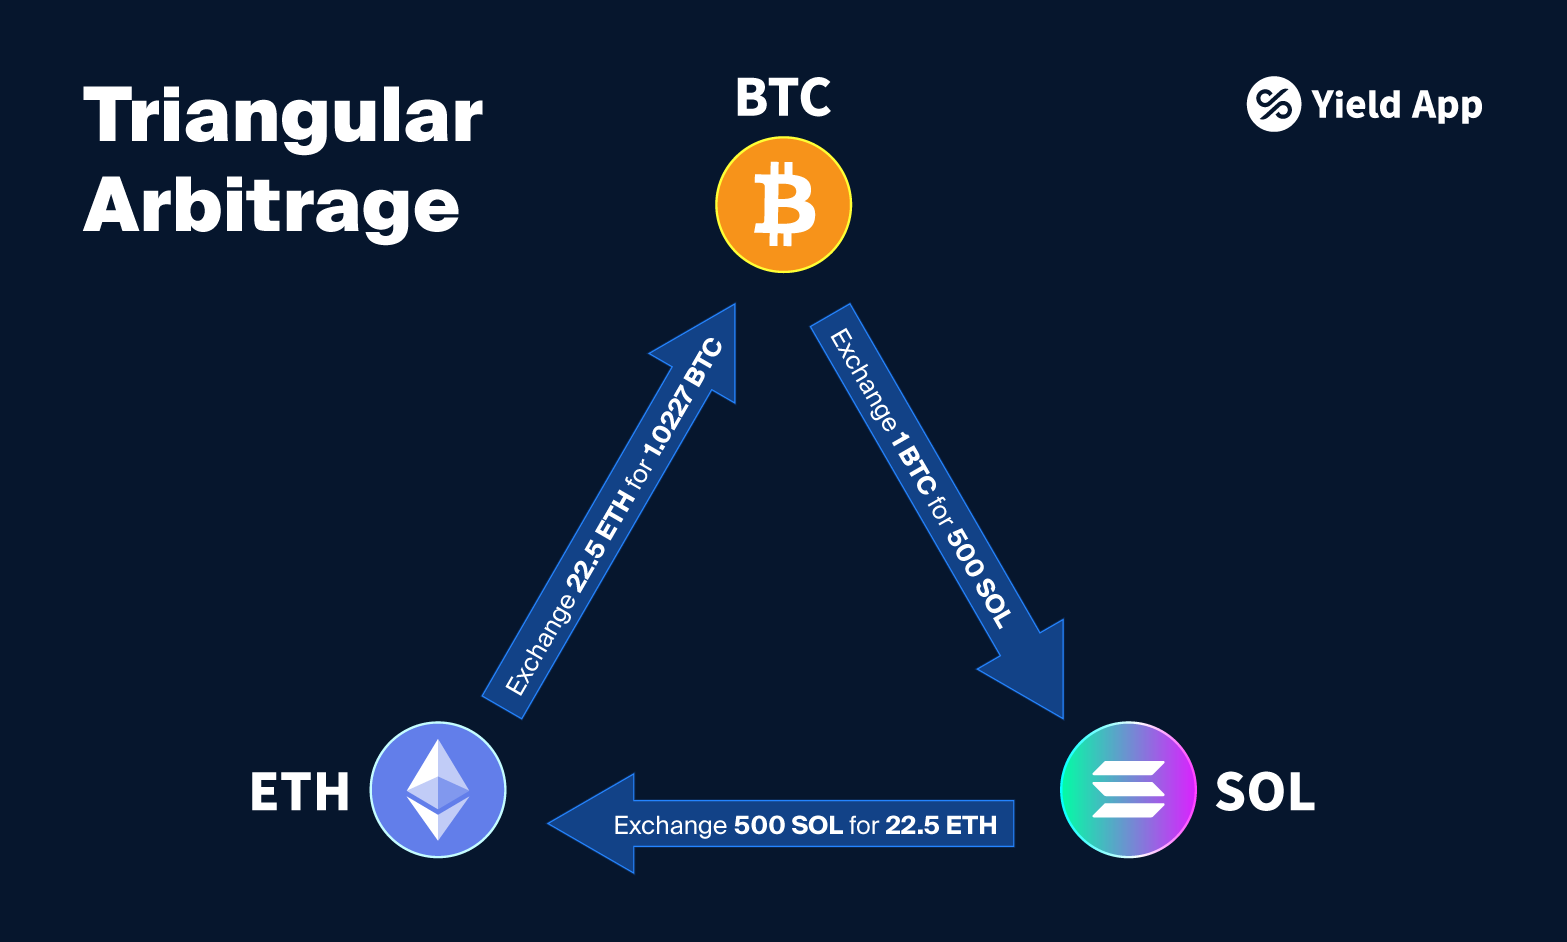 Triangular
Arbitrage
BTC
Yield App
Exchange 22.5 ETH for 1.0227 BTC
Exchange 1 BTC for 500 SOL
ETH
Exchange 500 SOL for 22.5 ETH
SOL